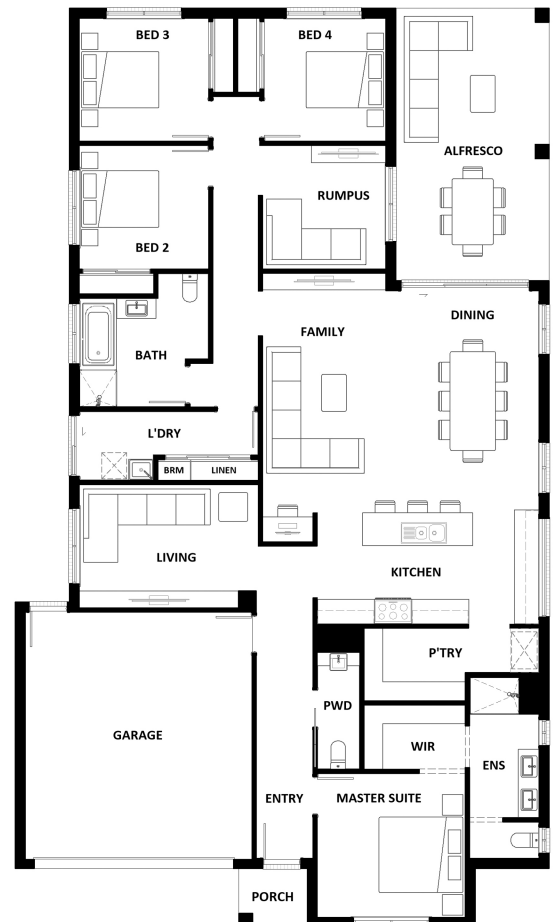 BED 3
BED 4
ALFRESCO
RUMPUS
BED 2
DINING
FAMILY
BATH
L'DRY
BRM
LINEN
LIVING
KITCHEN
P'TRY
PWD
GARAGE
WIR
ENS
ENTRY
MASTER SUITE
PORCH